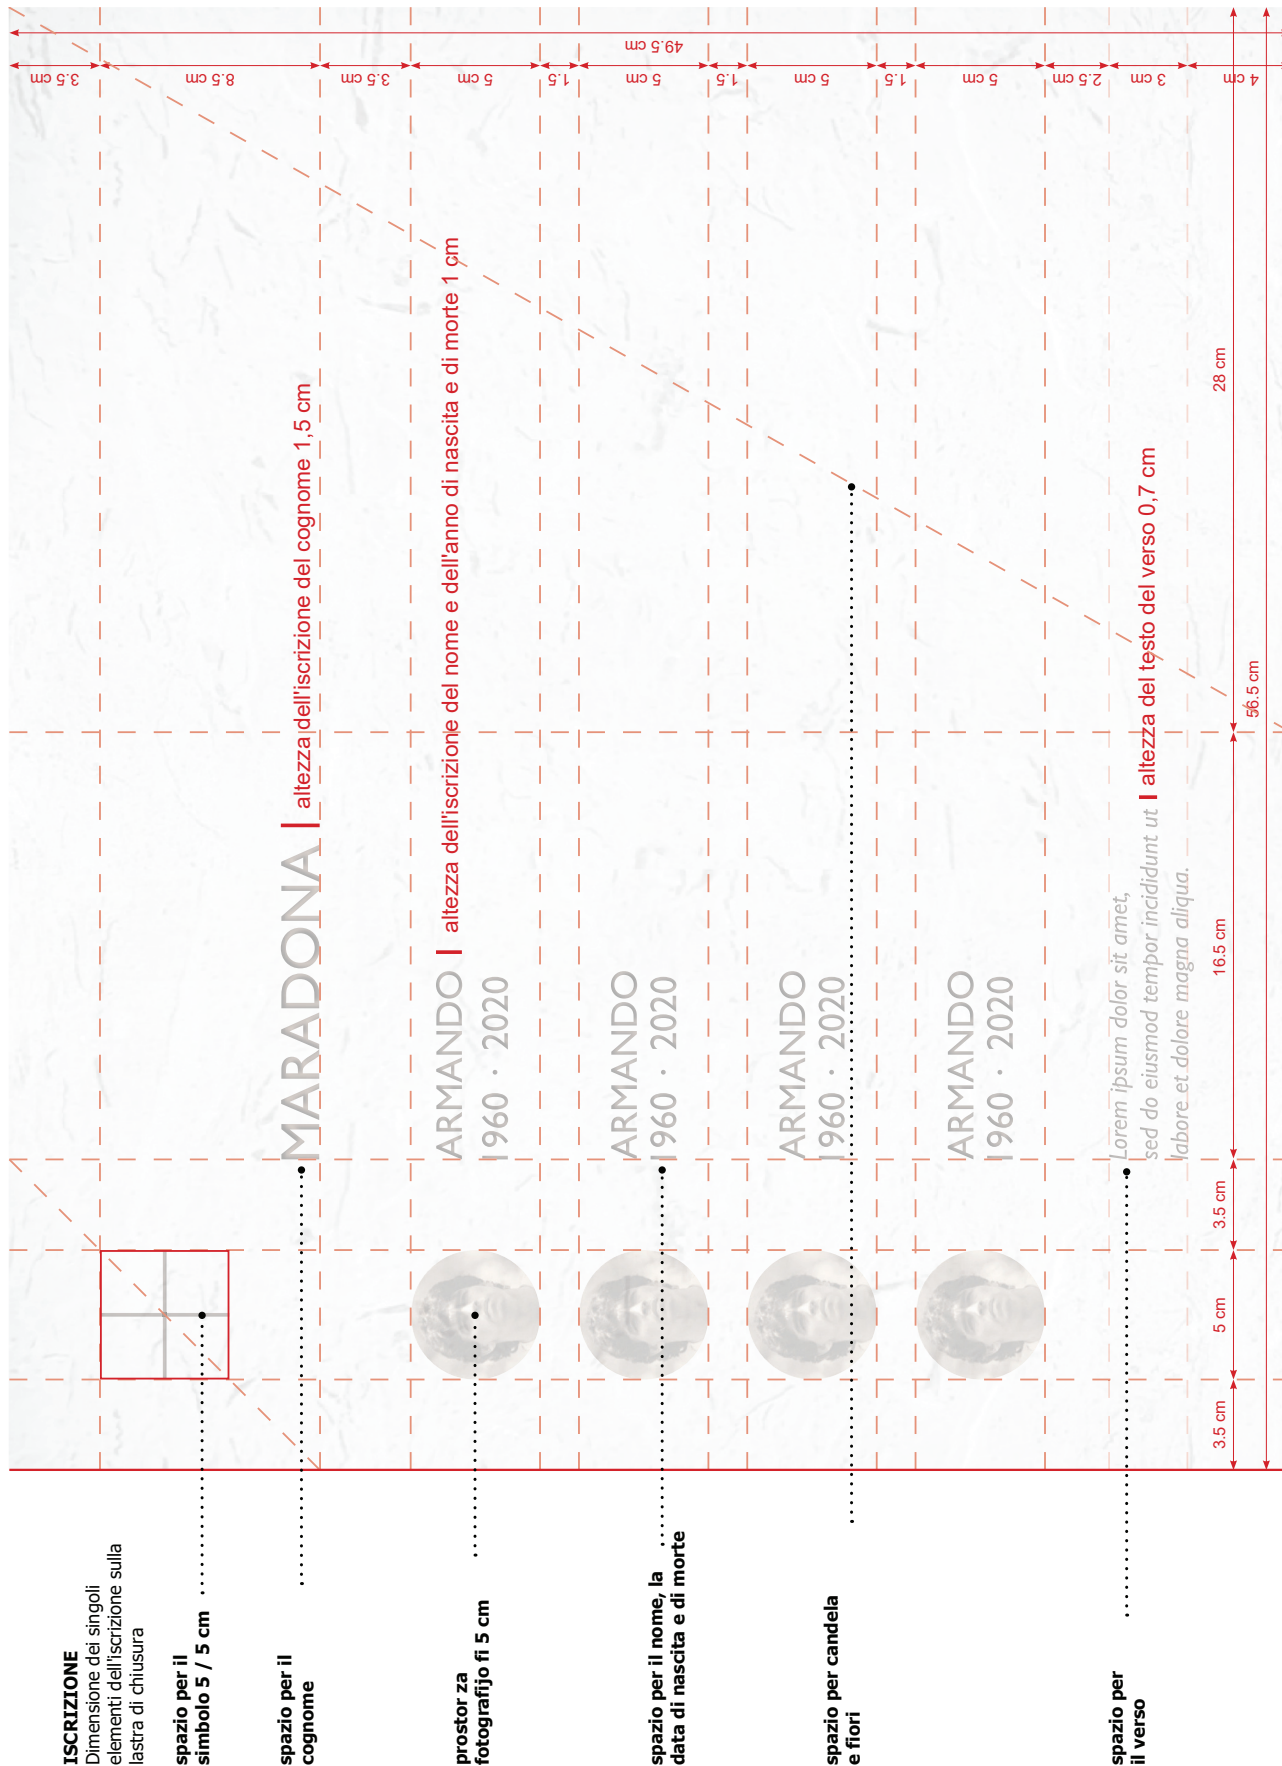 ISCRIZIONE
Dimensione dei singoli
elementi dell'iscrizione sulla
lastra di chiusura
spazio per il
simbolo 5 / 5 cm
spazio per il
cognome
prostor za
fotografijo fi 5 cm
spazio per il nome, la
data di nascita e di morte
spazio per candela
e fiori
spazio per
il verso
MARADONA
altezza dell'iscrizione del cognome 1,5 cm
ARMANDO
1960 · 2020
altezza dell'iscrizione del nome e dell'anno di nascita e di morte 1 cm
ARMANDO
1960 · 2020
ARMANDO
1960 · 2020
ARMANDO
1960 · 2020
Lorem ipsum dolor sit amet,
sed do eiusmod tempor incididunt ut
labore et dolore magna aliqua.
altezza del testo del verso 0,7 cm
3.5 cm
5 cm
3.5 cm
16.5 cm
28 cm
56.5 cm
3.5 cm
8.5 cm
3.5 cm
5 cm
1.5
5 cm
1.5
5 cm
1.5
5 cm
2.5 cm
3 cm
4 cm
49.5 cm